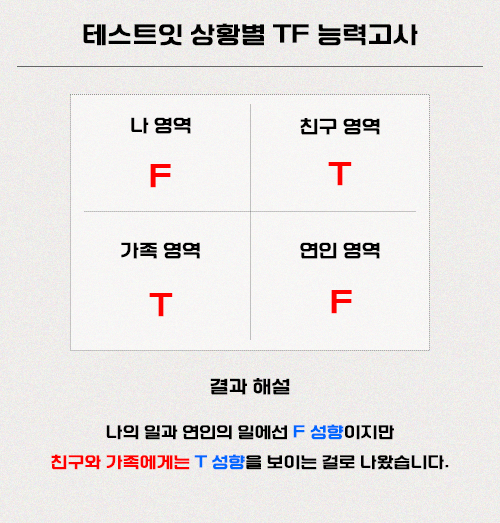 테스트잇 상황별 TF 능력고사
나 영역
친구 영역
F
T
가족 영역
연인 영역
T
F
결과 해설
나의 일과 연인의 일에선 F 성향이지만
친구와 가족에게는 T 성향을 보이는 걸로 나왔습니다.